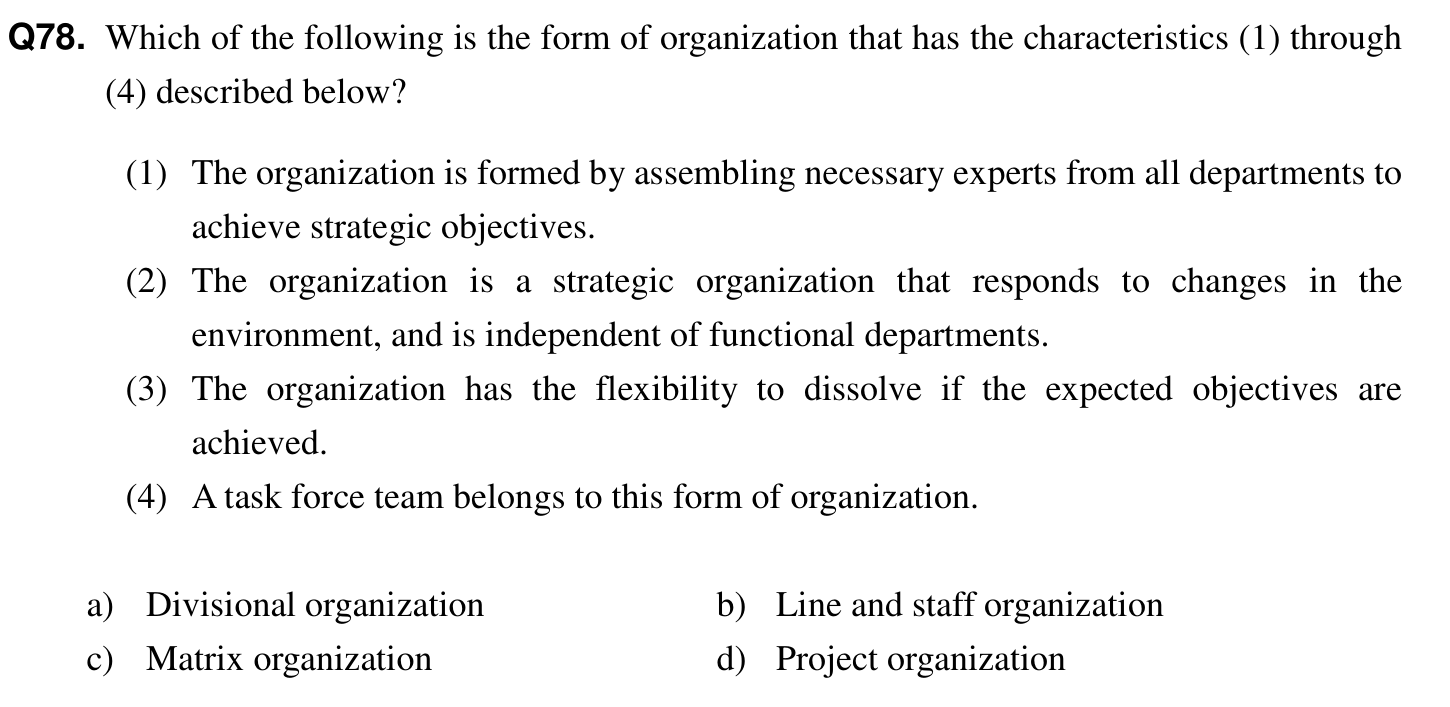 Q78. Which of the following is the form of organization that has the characteristics (1) through
(4) described below?
(1) The organization is formed by assembling necessary experts from all departments to
achieve strategic objectives.
(2) The organization is a strategic organization that responds to changes in the
environment, and is independent of functional departments.
(3) The organization has the flexibility to dissolve if the expected objectives are
achieved.
(4) A task force team belongs to this form of organization.
a) Divisional organization b) Line and staff organization
c) Matrix organization d) Project organization